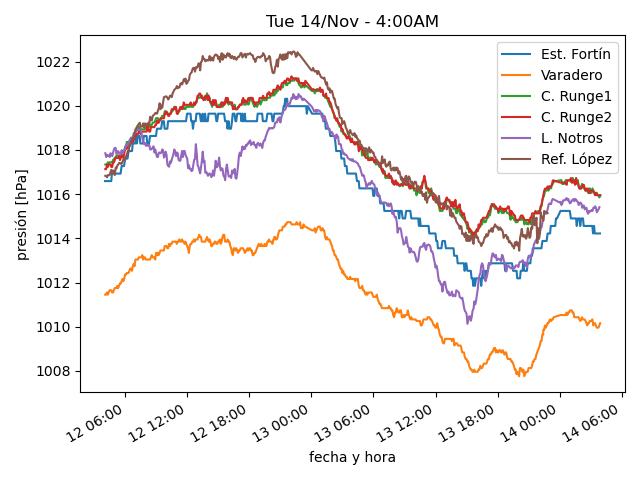 Tue 14/Nov - 4:00AM
Est. Fortín
Varadero
C. Runge1
C. Runge2
L. Notros
Ref. López
presión [hPa]
1022
1020
1018
1016
1014
1012
1010
1008
12 06:00
12 12:00
12 18:00
13 00:00
13 06:00
13 12:00
13 18:00
14 00:00
14 06:00
fecha y hora